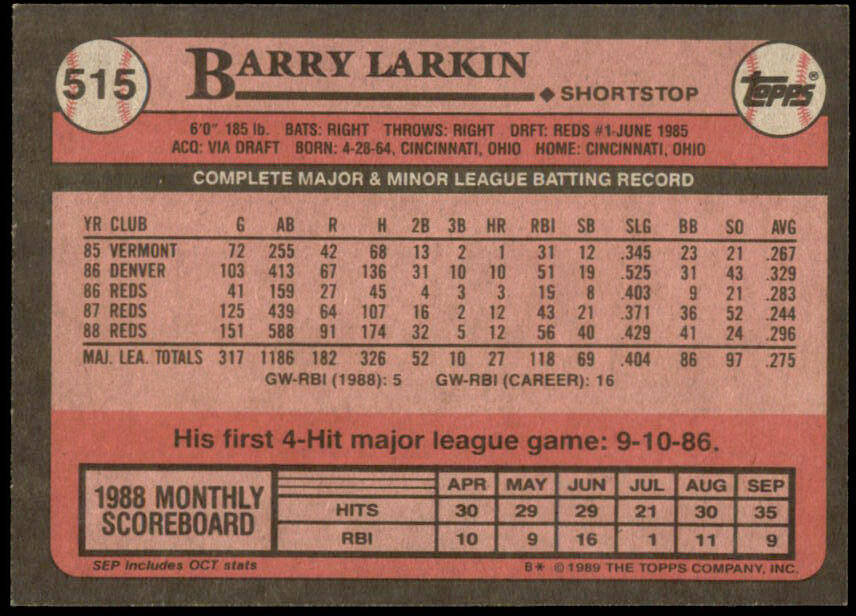 515
BARRY LARKIN
◆ SHORTSTOP
TOPPS®
6'0" 185 lb. BATS: RIGHT THROWS: RIGHT DRFT: REDS #1-JUNE 1985
ACQ: VIA DRAFT BORN: 4-28-64, CINCINNATI, OHIO HOME: CINCINNATI, OHIO
COMPLETE MAJOR & MINOR LEAGUE BATTING RECORD
YR CLUB G AB R H 2B 3B HR RBI SB SLG BB SO AVG
85 VERMONT 72 255 42 68 13 2 1 31 12 .345 23 21 .267
86 DENVER 103 413 67 136 31 10 10 51 19 .525 31 43 .329
86 REDS 41 159 27 45 4 3 3 19 8 .403 9 21 .283
87 REDS 125 439 64 107 16 2 12 43 21 .371 36 52 .244
88 REDS 151 588 91 174 32 5 12 56 40 .429 41 24 .296
MAJ. LEA. TOTALS 317 1186 182 326 52 10 27 118 69 .404 86 97 .275
GW-RBI (1988): 5 GW-RBI (CAREER): 16
His first 4-Hit major league game: 9-10-86.
1988 MONTHLY
SCOREBOARD
APR MAY JUN JUL AUG SEP
HITS 30 29 29 21 30 35
RBI 10 9 16 1 11 9
SEP includes OCT stats
B* © 1989 THE TOPPS COMPANY, INC.